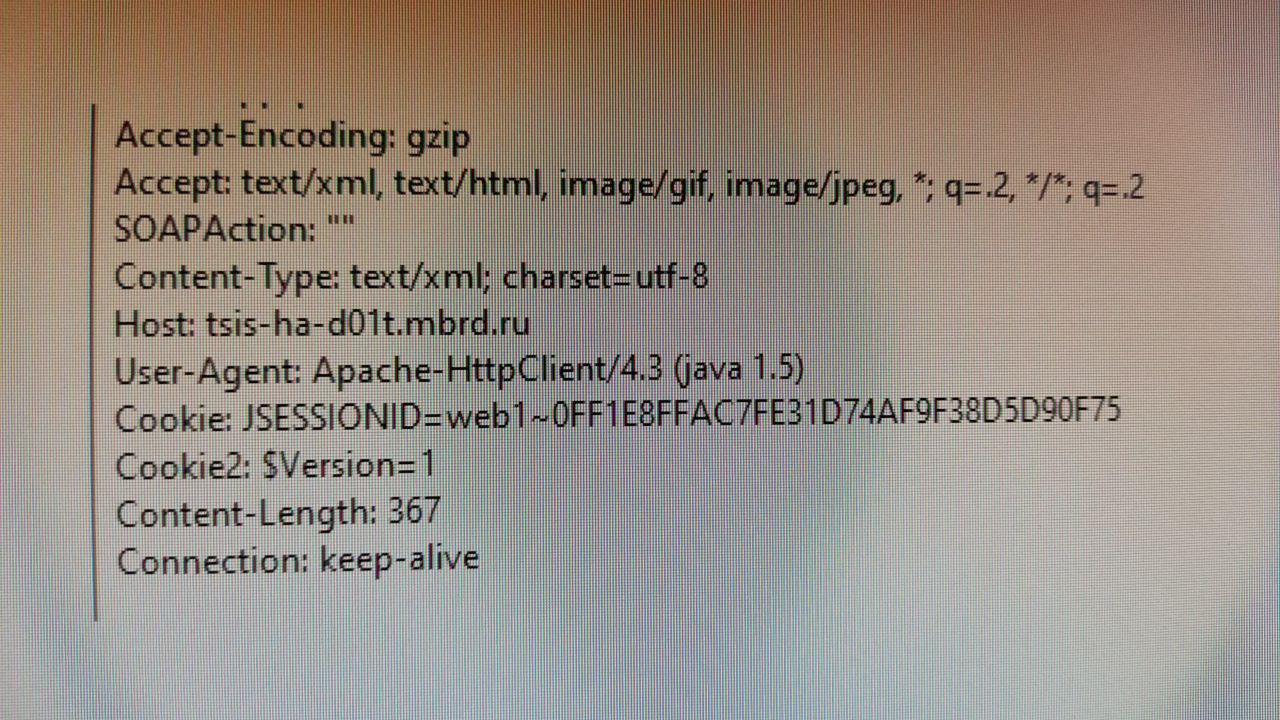 Accept-Encoding: gzip
Accept: text/xml, text/html, image/gif, image/jpeg, *; q=.2, */*; q=.2
SOAPAction: ""
Content-Type: text/xml; charset=utf-8
Host: tsis-ha-d01t.mbrd.ru
User-Agent: Apache-HttpClient/4.3 (java 1.5)
Cookie: JSESSIONID=web1~0FF1E8FFAC7FE31D74AF9F38D5D90F75
Cookie2: $Version=1
Content-Length: 367
Connection: keep-alive